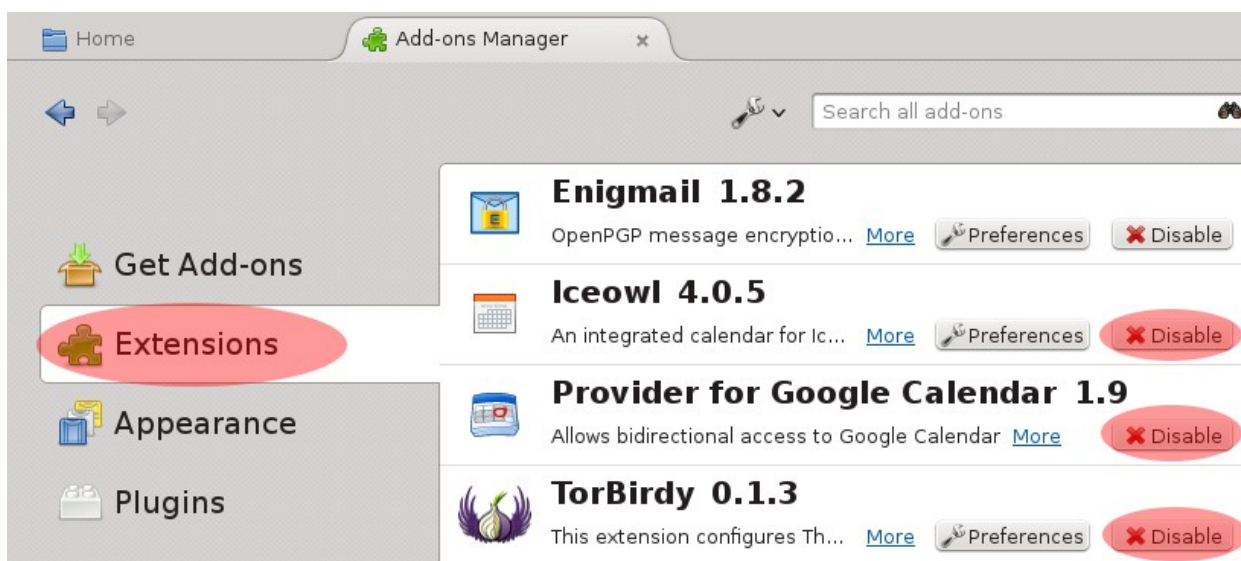 Home
Add-ons Manager
Search all add-ons
Enigmail 1.8.2
OpenPGP message encryptio... More Preferences Disable
Get Add-ons
Iceowl 4.0.5
An integrated calendar for Ic... More Preferences Disable
Extensions
Provider for Google Calendar 1.9
Allows bidirectional access to Google Calendar More Disable
Appearance
TorBirdy 0.1.3
This extension configures Th... More Preferences Disable
Plugins